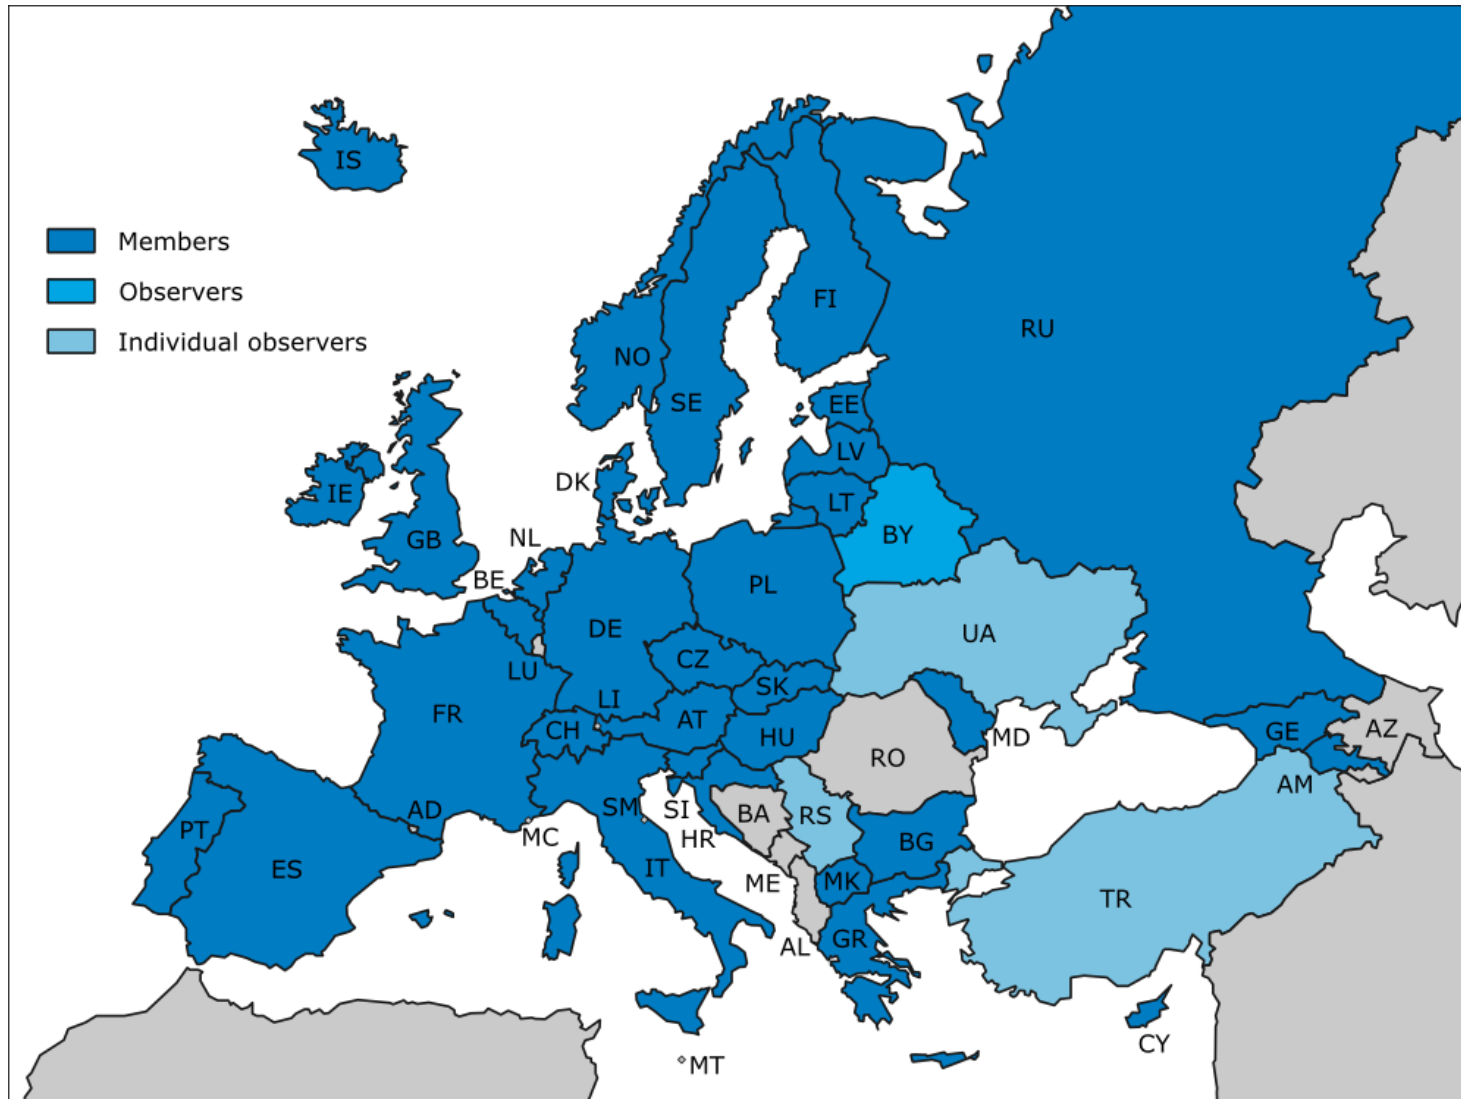 IS
Members
Observers
Individual observers
FI
RU
NO
SE
EE
LV
DK
LT
IE
BY
GB
NL
BE
PL
DE
UA
CZ
LU
SK
LI
FR
AT
CH
HU
GE
AZ
MD
RO
AM
AD
SM
SI
BA
RS
PT
MC
HR
BG
ES
IT
ME
MK
TR
GR
AL
CY
MT